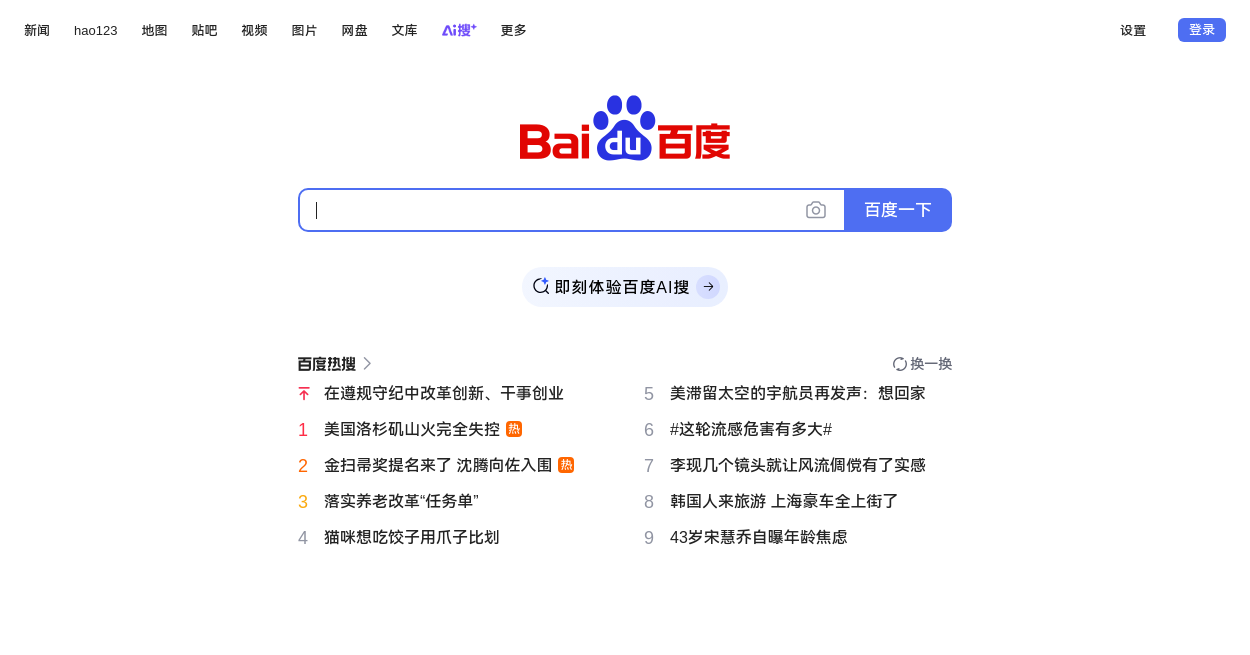 新闻 hao123 地图 贴吧 视频 图片 网盘 文库 Ai搜+ 更多 设置 登录
Bai du 百度
百度一下
即刻体验百度AI搜
百度热搜 换一换
在遵规守纪中改革创新、干事创业
1 美国洛杉矶山火完全失控 热
2 金扫帚奖提名来了 沈腾向佐入围 热
3 落实养老改革“任务单”
4 猫咪想吃饺子用爪子比划
5 美滞留太空的宇航员再发声：想回家
6 #这轮流感危害有多大#
7 李现几个镜头就让风流倜傥有了实感
8 韩国人来旅游 上海豪车全上街了
9 43岁宋慧乔自曝年龄焦虑